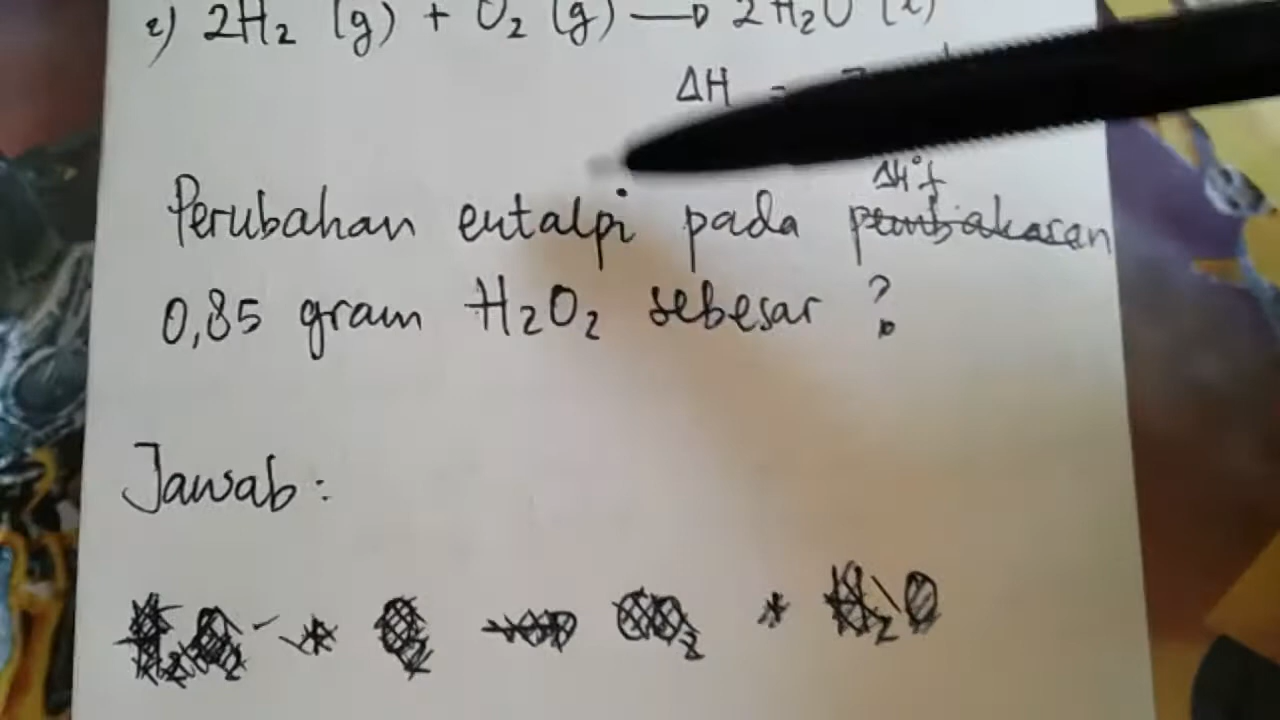 2) 2H₂ (g) + O₂ (g) → 2H₂O (l)
ΔH =
ΔH°f
Perubahan entalpi pada pembakaran
0,85 gram H₂O₂ sebesar ?
Jawab :